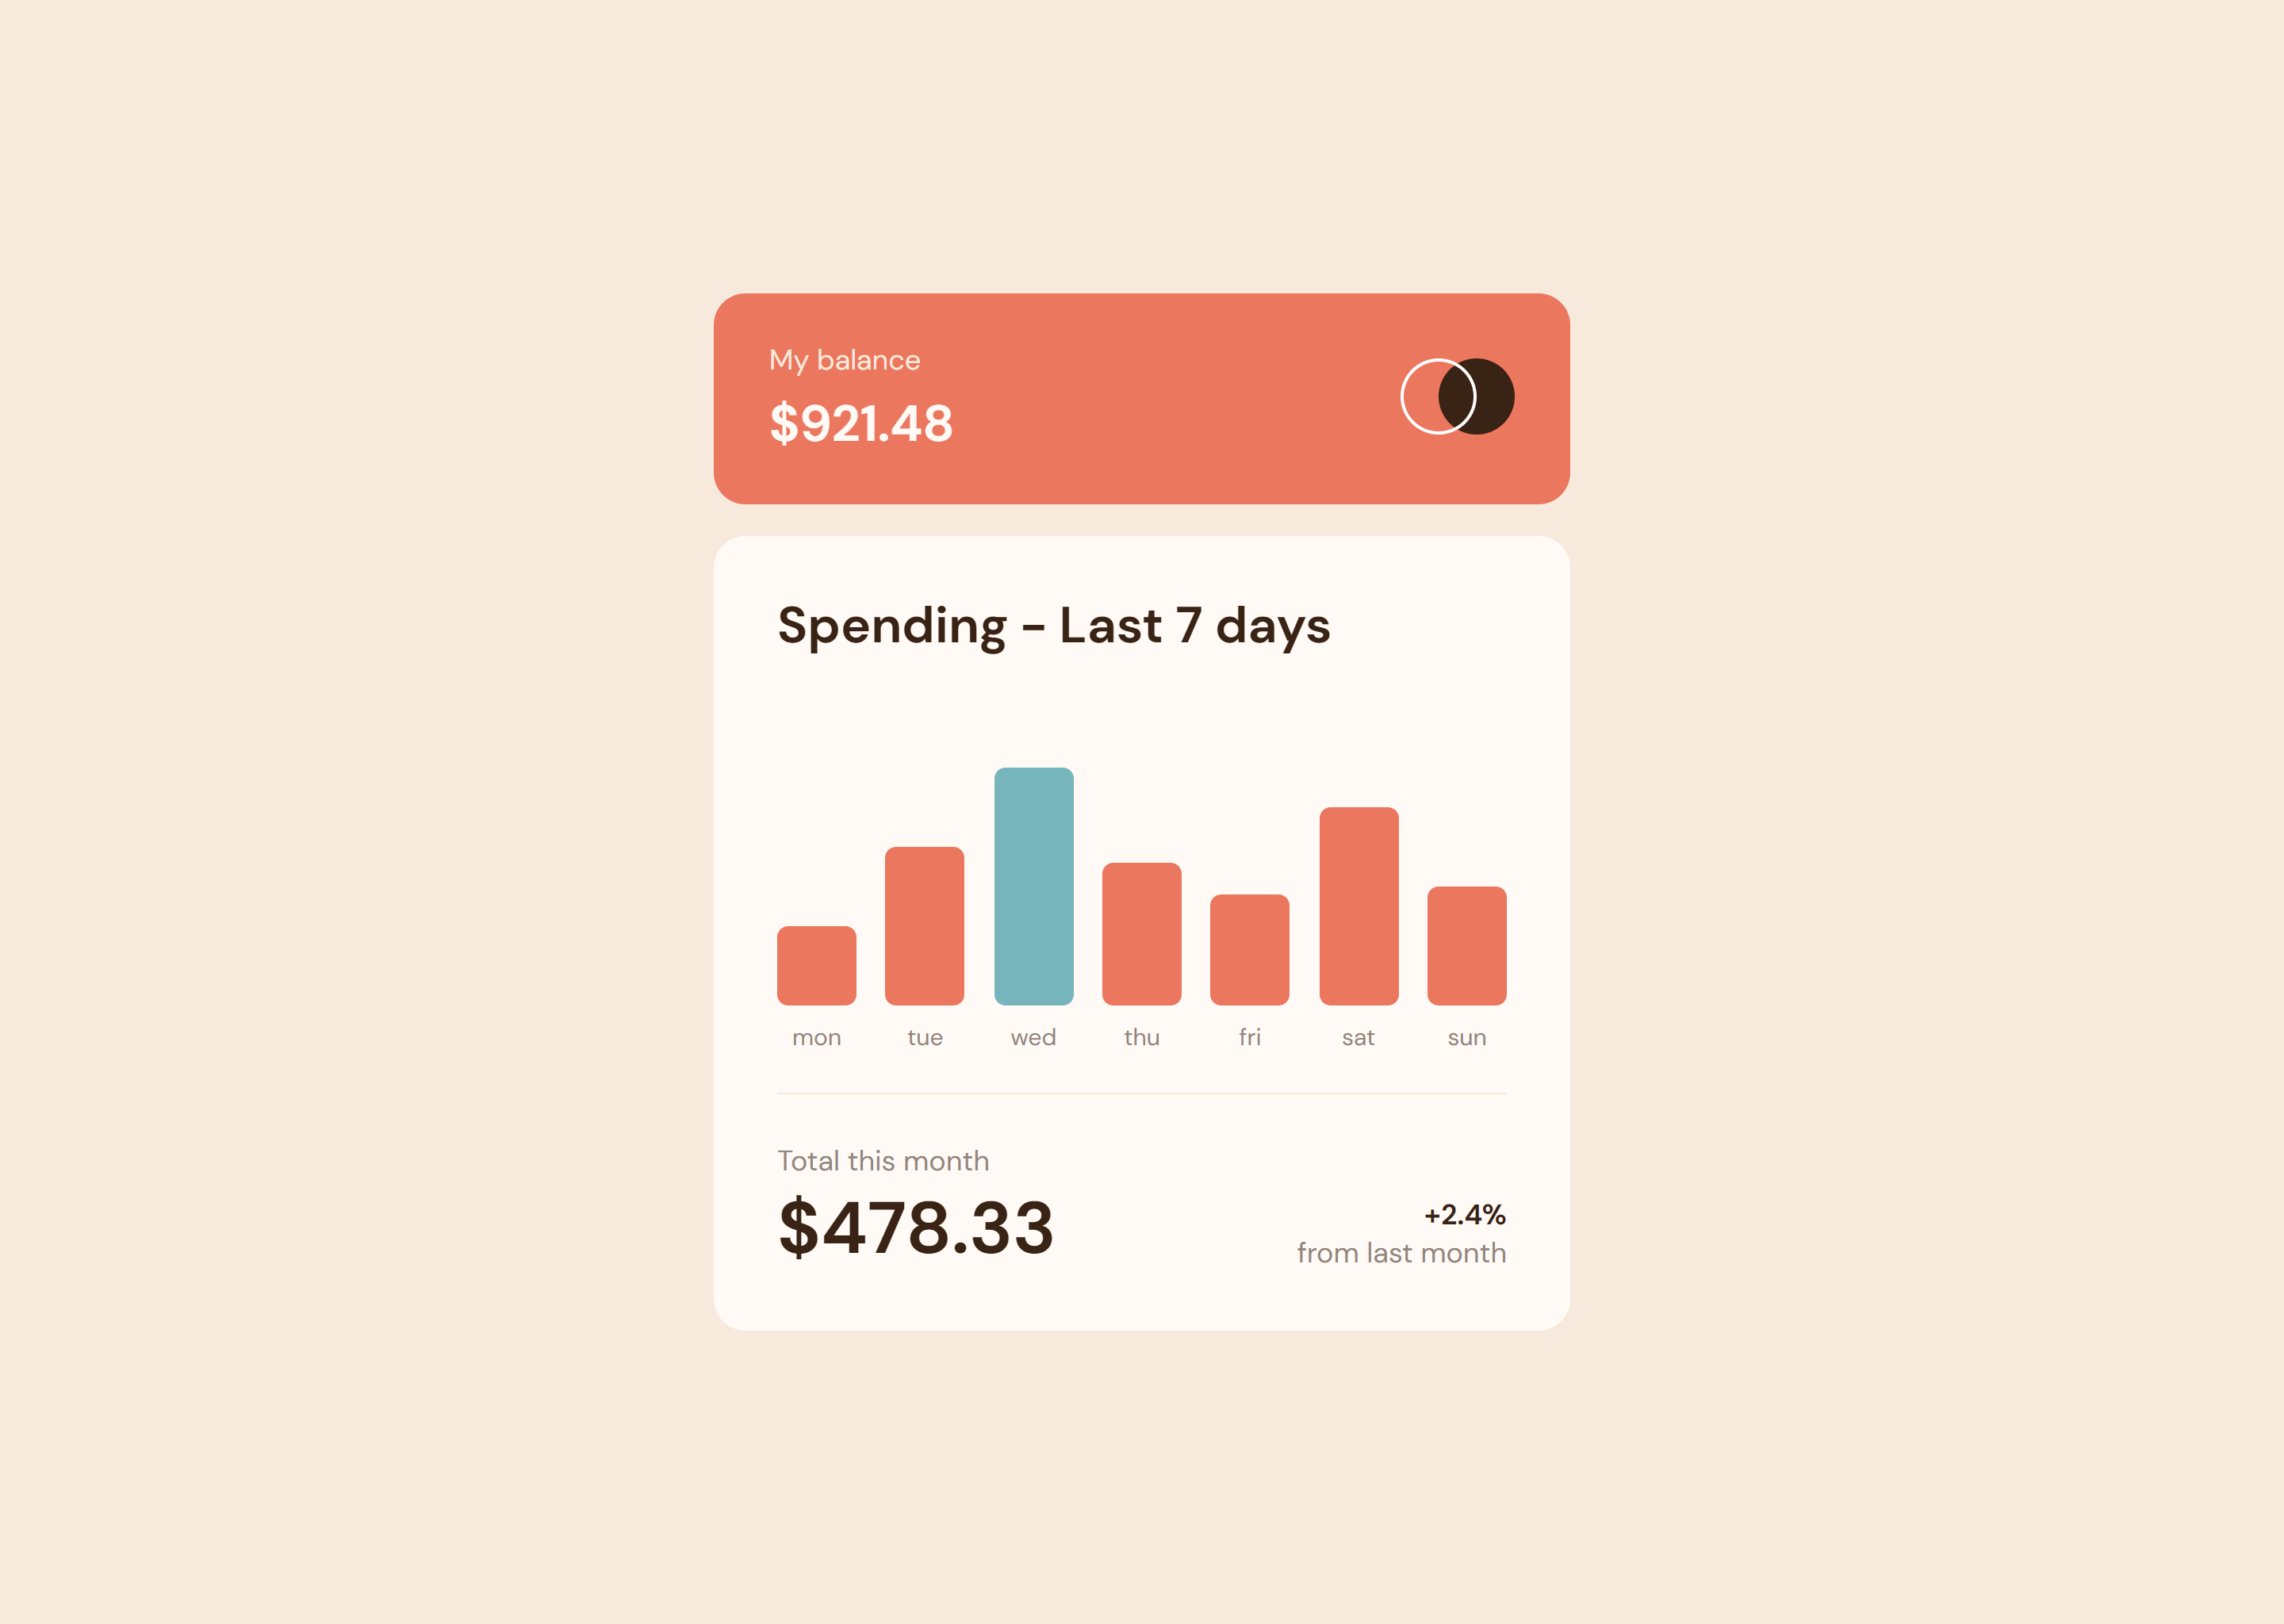 My balance
$921.48
Spending - Last 7 days
mon tue wed thu fri sat sun
Total this month
$478.33
+2.4%
from last month